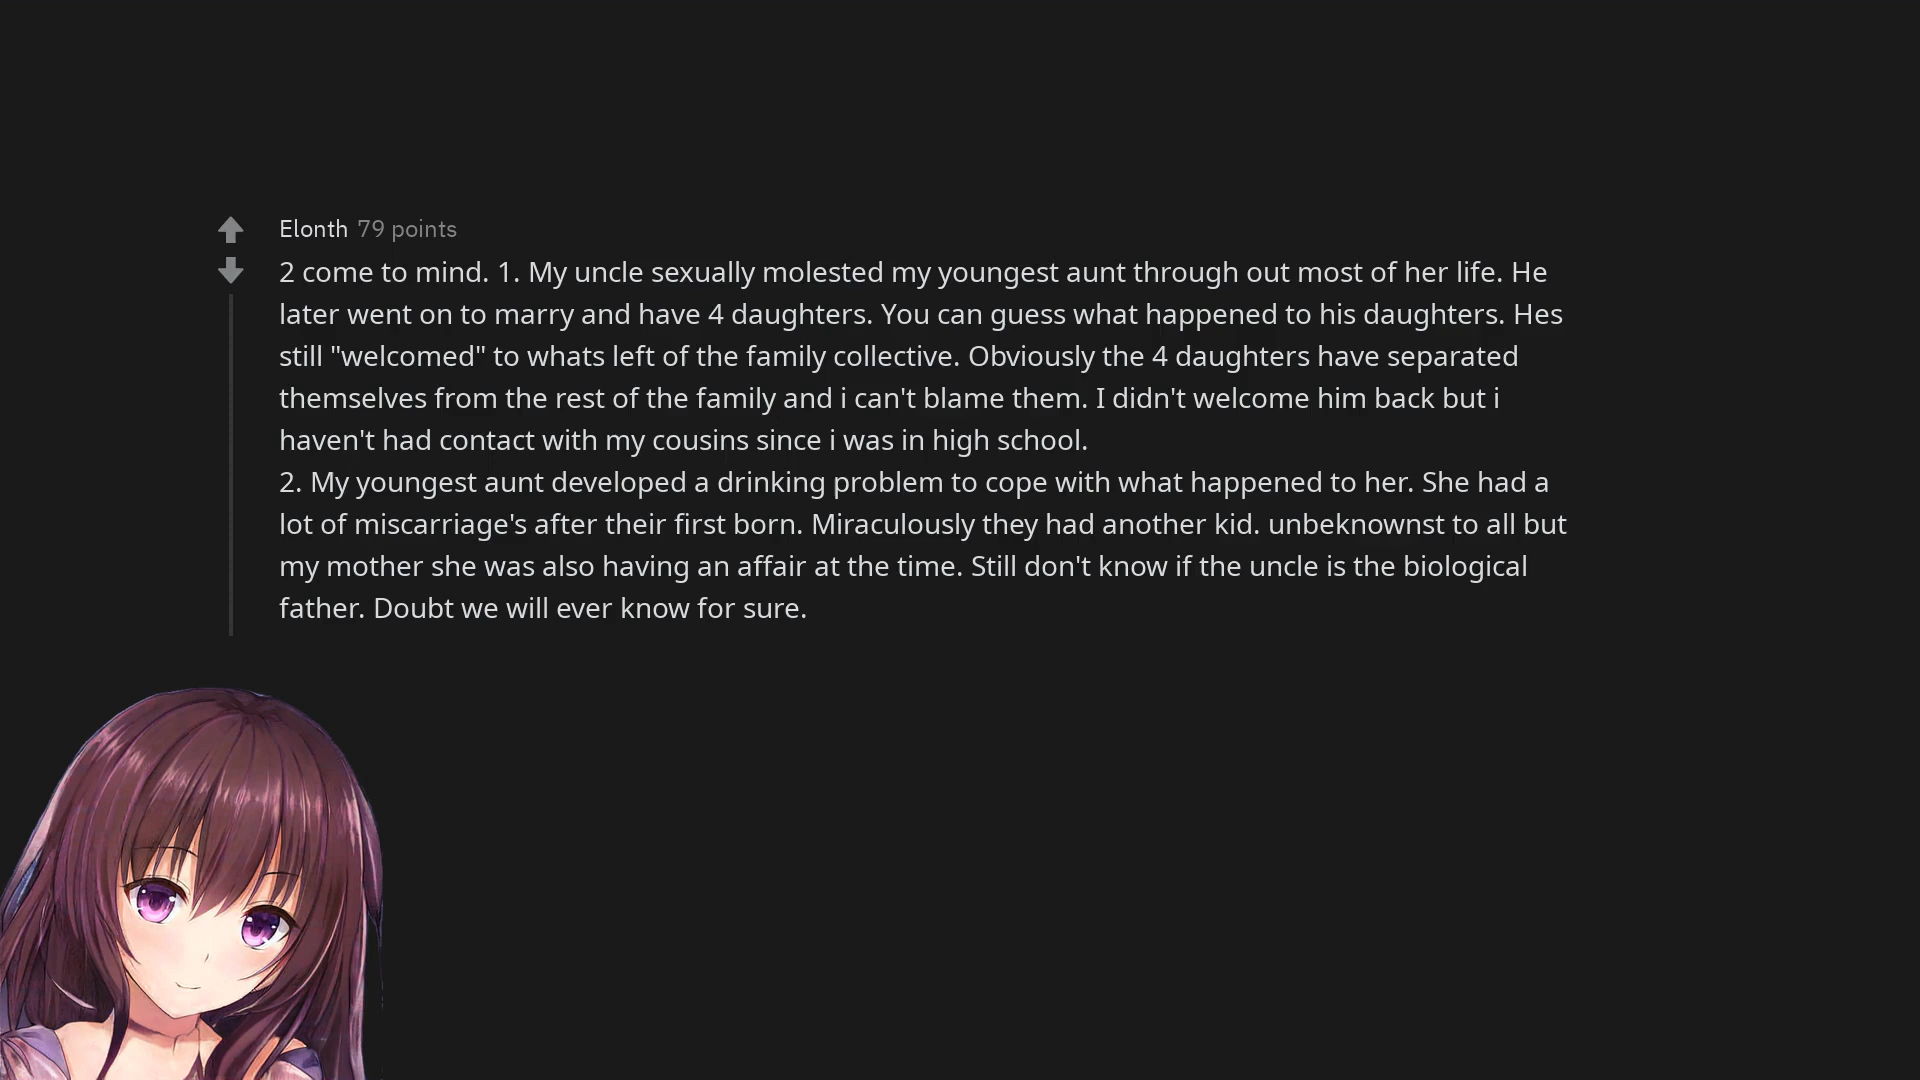 Elonth 79 points
2 come to mind. 1. My uncle sexually molested my youngest aunt through out most of her life. He
later went on to marry and have 4 daughters. You can guess what happened to his daughters. Hes
still "welcomed" to whats left of the family collective. Obviously the 4 daughters have separated
themselves from the rest of the family and i can't blame them. I didn't welcome him back but i
haven't had contact with my cousins since i was in high school.
2. My youngest aunt developed a drinking problem to cope with what happened to her. She had a
lot of miscarriage's after their first born. Miraculously they had another kid. unbeknownst to all but
my mother she was also having an affair at the time. Still don't know if the uncle is the biological
father. Doubt we will ever know for sure.